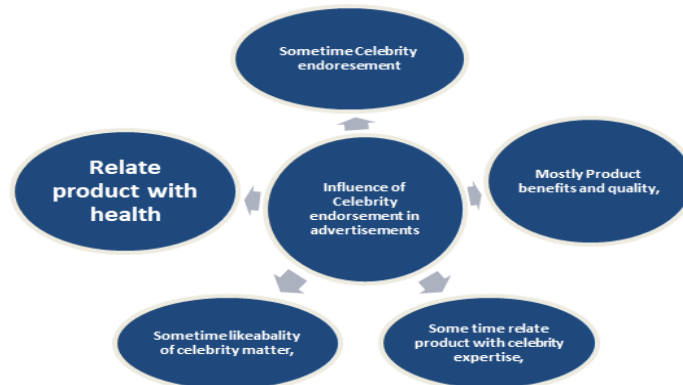 Sometime Celebrity
endoresement
Relate
product with
health
Influence of
Celebrity
endorsement in
advertisements
Mostly Product
benefits and quality,
Sometime likeabality
of celebrity matter,
Some time relate
product with celebrity
expertise,